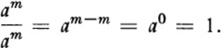 a^m/a^m = a^{m−m} = a^0 = 1.